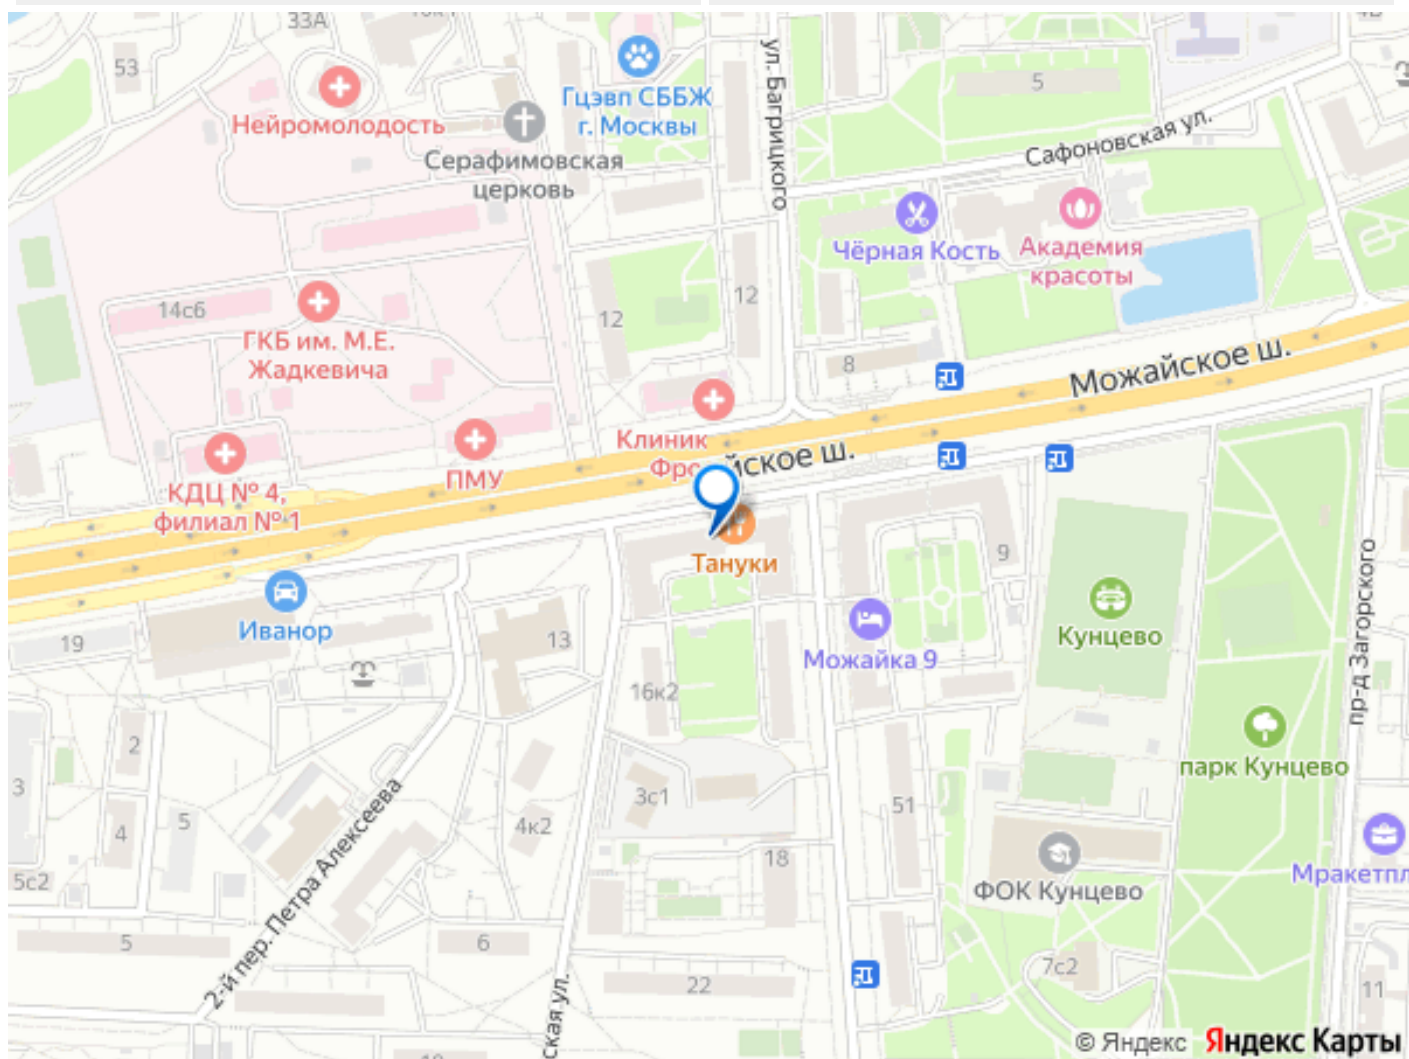 33А
53
Гцэвп СББЖ
г. Москвы
ул. Багрицкого
5
Нейромолодость
Серафимовская
церковь
Сафоновская ул.
Чёрная Кость
Академия
красоты
14с6
12
12
ГКБ им. М.Е.
Жадкевича
8
Можайское ш.
Клиник
Фро
йское ш.
ПМУ
КДЦ № 4,
филиал № 1
Тануки
9
Иванор
19
13
Можайка 9
Кунцево
пр-д Загорского
16к2
2
парк Кунцево
3
3с1
51
5
4
4к2
2-й пер. Петра Алексеева
18
5с2
ФОК Кунцево
Мракетпл
5
6
22
7с2
11
ская ул.
© Яндекс Яндекс Карты